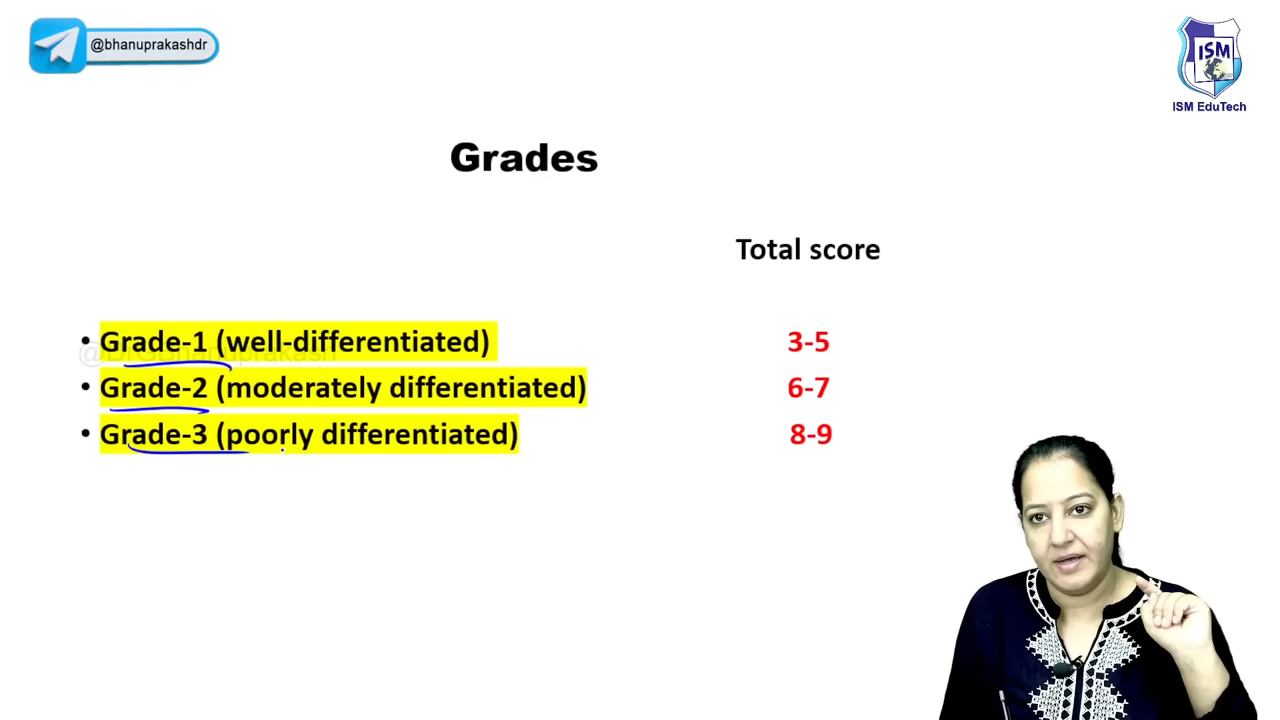 @bhanuprakashdr
ISM
ISM EduTech
Grades
Total score
• Grade-1 (well-differentiated) 3-5
• Grade-2 (moderately differentiated) 6-7
• Grade-3 (poorly differentiated) 8-9